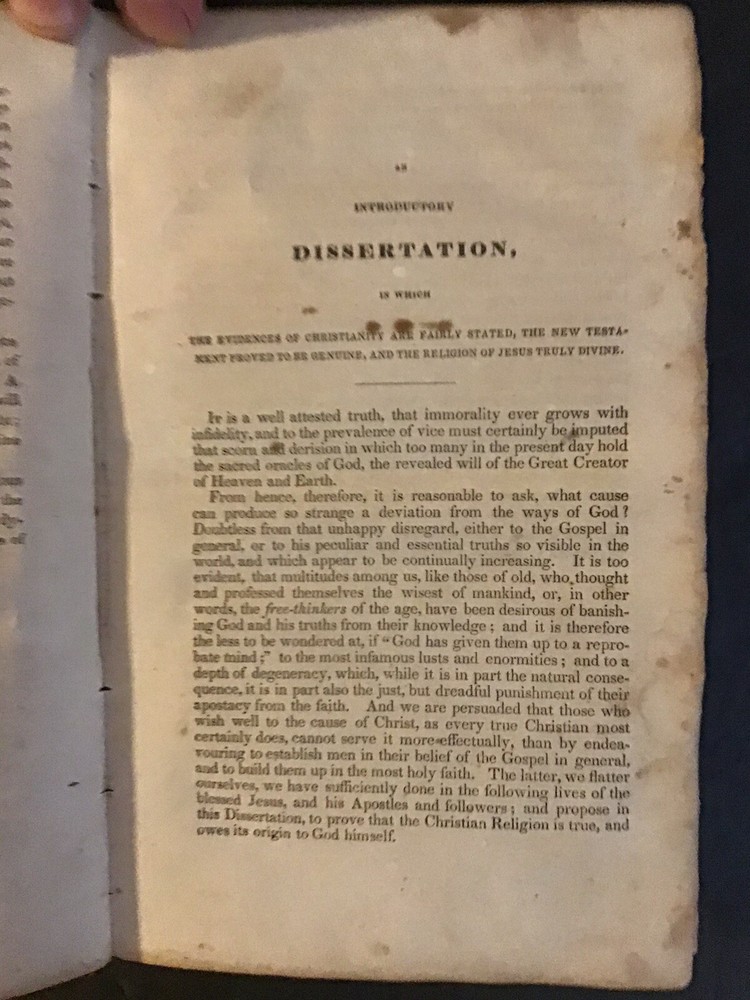 AN
INTRODUCTORY
DISSERTATION,
IN WHICH
THE EVIDENCES OF CHRISTIANITY ARE FAIRLY STATED, THE NEW TESTA-
MENT PROVED TO BE GENUINE, AND THE RELIGION OF JESUS TRULY DIVINE.
It is a well attested truth, that immorality ever grows with
infidelity, and to the prevalence of vice must certainly be imputed
that scorn and derision in which too many in the present day hold
the sacred oracles of God, the revealed will of the Great Creator
of Heaven and Earth.
From hence, therefore, it is reasonable to ask, what cause
can produce so strange a deviation from the ways of God?
Doubtless from that unhappy disregard, either to the Gospel in
general, or to his peculiar and essential truths so visible in the
world, and which appear to be continually increasing. It is too
evident, that multitudes among us, like those of old, who thought
and professed themselves the wisest of mankind, or, in other
words, the free-thinkers of the age, have been desirous of banish-
ing God and his truths from their knowledge; and it is therefore
the less to be wondered at, if "God has given them up to a repro-
bate mind;" to the most infamous lusts and enormities; and to a
depth of degeneracy, which, while it is in part the natural conse-
quence, it is in part also the just, but dreadful punishment of their
apostacy from the faith. And we are persuaded that those who
wish well to the cause of Christ, as every true Christian most
certainly does, cannot serve it more effectually, than by endea-
vouring to establish men in their belief of the Gospel in general,
and to build them up in the most holy faith. The latter, we flatter
ourselves, we have sufficiently done in the following lives of the
blessed Jesus, and his Apostles and followers; and propose in
this Dissertation, to prove that the Christian Religion is true, and
owes its origin to God himself.